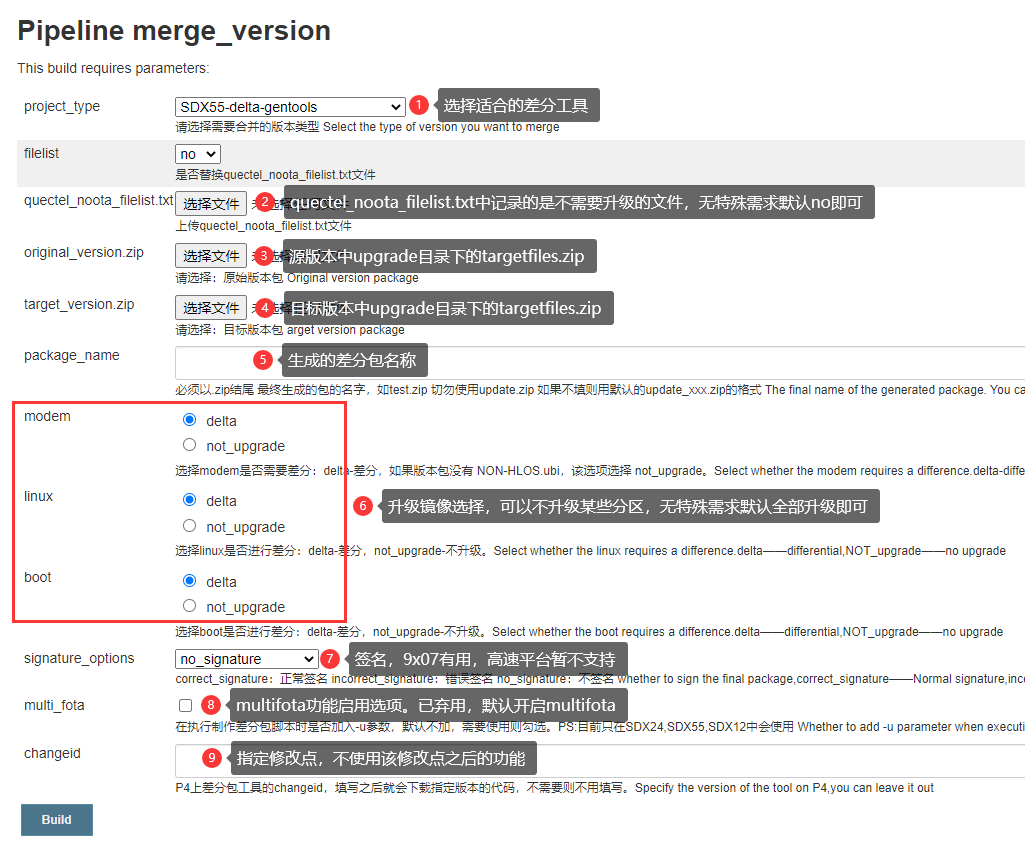 Pipeline merge_version
This build requires parameters:
project_type
SDX55-delta-gentools
1 选择适合的差分工具
请选择需要合并的版本类型 Select the type of version you want to merge
filelist
no
是否替换quectel_noota_filelist.txt文件
quectel_noota_filelist.txt
选择文件
2 quectel_noota_filelist.txt中记录的是不需要升级的文件，无特殊需求默认no即可
上传quectel_noota_filelist.txt文件
original_version.zip
选择文件
3 源版本中upgrade目录下的targetfiles.zip
请选择：原始版本包 Original version package
target_version.zip
选择文件
4 目标版本中upgrade目录下的targetfiles.zip
请选择：目标版本包 arget version package
package_name
5 生成的差分包名称
必须以.zip结尾 最终生成的包的名字，如test.zip 切勿使用update.zip 如果不填则用默认的update_xxx.zip的格式 The final name of the generated package. You ca
modem
delta
not_upgrade
选择modem是否需要差分：delta-差分，如果版本包没有 NON-HLOS.ubi，该选项选择 not_upgrade。Select whether the modem requires a difference.delta-diffe
linux
delta
6 升级镜像选择，可以不升级某些分区，无特殊需求默认全部升级即可
not_upgrade
选择linux是否进行差分：delta-差分，not_upgrade-不升级。Select whether the linux requires a difference.delta——differential,NOT_upgrade——no upgrade
boot
delta
not_upgrade
选择boot是否进行差分：delta-差分，not_upgrade-不升级。Select whether the boot requires a difference.delta——differential,NOT_upgrade——no upgrade
signature_options
no_signature
7 签名，9x07有用，高速平台暂不支持
correct_signature：正常签名 incorrect_signature：错误签名 no_signature：不签名 whether to sign the final package,correct_signature——Normal signature,inc
multi_fota
8 multifota功能启用选项。已弃用，默认开启multifota
在执行制作差分包脚本时是否加入-u参数，默认不加，需要使用则勾选。PS:目前只在SDX24,SDX55,SDX12中会使用 Whether to add -u parameter when executi
changeid
9 指定修改点，不使用该修改点之后的功能
P4上差分包工具的changeid，填写之后就会下载指定版本的代码，不需要则不用填写。Specify the version of the tool on P4,you can leave it out
Build